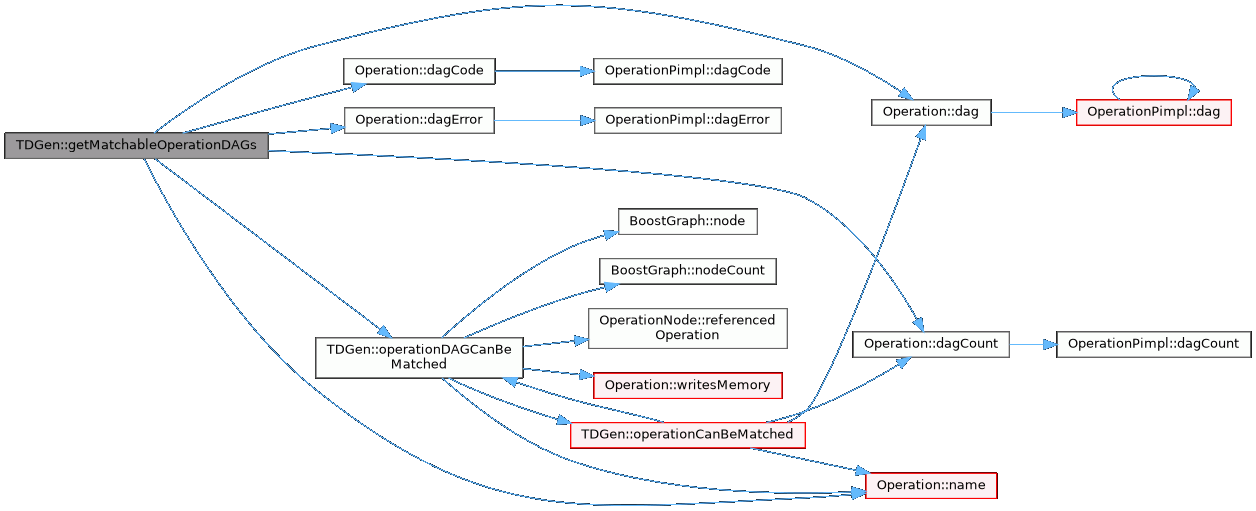 Operation::dagCode
OperationPimpl::dagCode
Operation::dag
OperationPimpl::dag
Operation::dagError
OperationPimpl::dagError
TDGen::getMatchableOperationDAGs
BoostGraph::node
BoostGraph::nodeCount
OperationNode::referenced
Operation
TDGen::operationDAGCanBe
Matched
Operation::dagCount
OperationPimpl::dagCount
Operation::writesMemory
TDGen::operationCanBeMatched
Operation::name